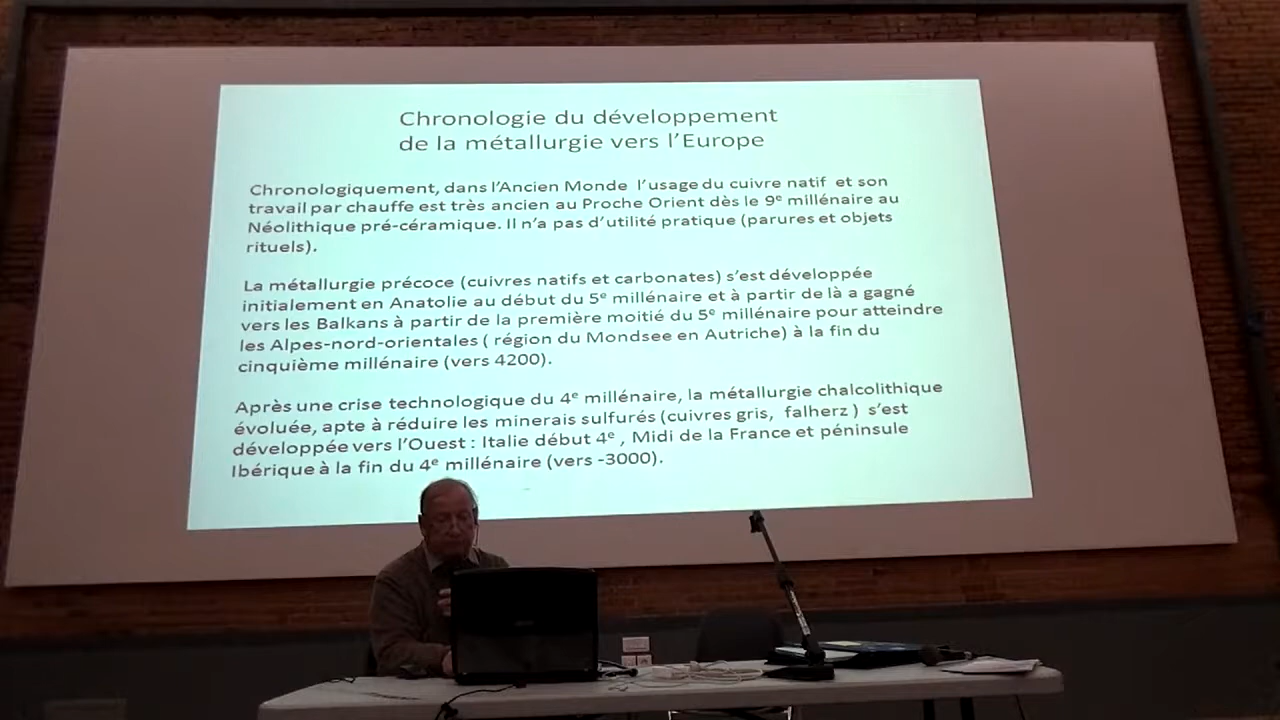 Chronologie du développement
de la métallurgie vers l’Europe
Chronologiquement, dans l’Ancien Monde l’usage du cuivre natif et son
travail par chauffe est très ancien au Proche Orient dès le 9e millénaire au
Néolithique pré-céramique. Il n’a pas d’utilité pratique (parures et objets
rituels).
La métallurgie précoce (cuivres natifs et carbonates) s’est développée
initialement en Anatolie au début du 5e millénaire et à partir de là a gagné
vers les Balkans à partir de la première moitié du 5e millénaire pour atteindre
les Alpes-nord-orientales ( région du Mondsee en Autriche) à la fin du
cinquième millénaire (vers 4200).
Après une crise technologique du 4e millénaire, la métallurgie chalcolithique
évoluée, apte à réduire les minerais sulfurés (cuivres gris, falherz ) s’est
développée vers l’Ouest : Italie début 4e , Midi de la France et péninsule
Ibérique à la fin du 4e millénaire (vers -3000).